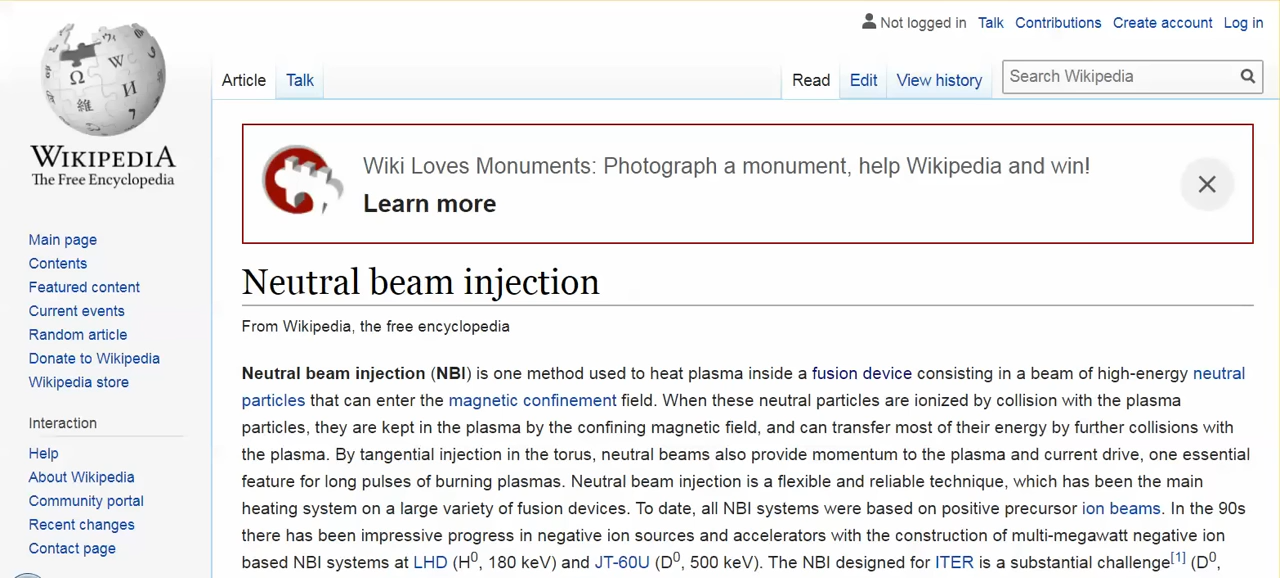 Not logged in Talk Contributions Create account Log in
Article Talk Read Edit View history Search Wikipedia
WIKIPEDIA
The Free Encyclopedia
Main page
Contents
Featured content
Current events
Random article
Donate to Wikipedia
Wikipedia store
Interaction
Help
About Wikipedia
Community portal
Recent changes
Contact page
Wiki Loves Monuments: Photograph a monument, help Wikipedia and win!
Learn more
Neutral beam injection
From Wikipedia, the free encyclopedia
Neutral beam injection (NBI) is one method used to heat plasma inside a fusion device consisting in a beam of high-energy neutral
particles that can enter the magnetic confinement field. When these neutral particles are ionized by collision with the plasma
particles, they are kept in the plasma by the confining magnetic field, and can transfer most of their energy by further collisions with
the plasma. By tangential injection in the torus, neutral beams also provide momentum to the plasma and current drive, one essential
feature for long pulses of burning plasmas. Neutral beam injection is a flexible and reliable technique, which has been the main
heating system on a large variety of fusion devices. To date, all NBI systems were based on positive precursor ion beams. In the 90s
there has been impressive progress in negative ion sources and accelerators with the construction of multi-megawatt negative ion
based NBI systems at LHD (H⁰, 180 keV) and JT-60U (D⁰, 500 keV). The NBI designed for ITER is a substantial challenge[1] (D⁰,